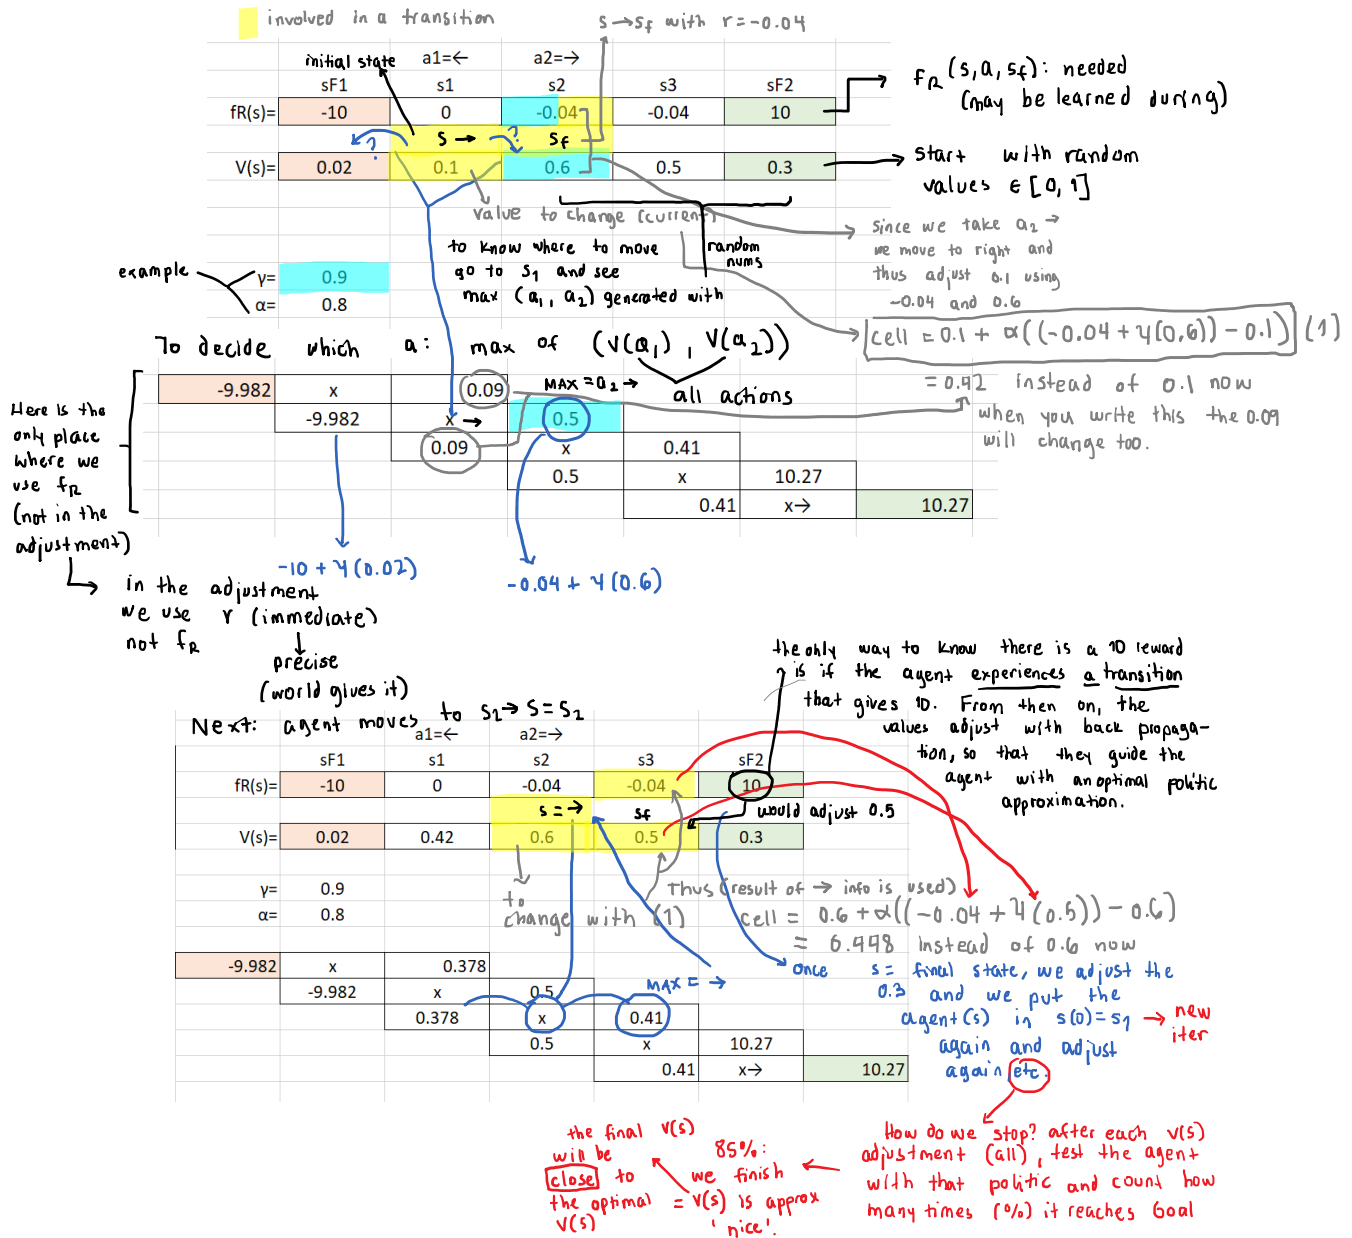 involved in a transition
s → sf with r = -0.04
initial state
a1=← a2=→
sF1 s1 s2 s3 sF2
fR(s)= -10 0 -0.04 -0.04 10
fR (s, a, sf): needed
(may be learned during)
? s → ? sf
V(s)= 0.02 0.1 0.6 0.5 0.3
start with random
values ∈ [0, 1]
value to change (current)
to know where to move
go to s1 and see
max (a1, a2) generated with
random
nums
since we take a2 →
we move to right and
thus adjust 0.1 using
-0.04 and 0.6
example
γ= 0.9
α= 0.8
cell = 0.1 + α((-0.04 + γ(0.6)) - 0.1) (1)
= 0.42 instead of 0.1 now
when you write this the 0.09
will change too.
To decide which a: max of (V(a1), V(a2))
all actions
MAX = a2 →
-9.982 x 0.09
-9.982 x → 0.5
0.09 x 0.41
0.5 x 10.27
0.41 x→ 10.27
Here is the
only place
where we
use fR
(not in the
adjustment)
-10 + γ(0.02)
-0.04 + γ(0.6)
in the adjustment
we use r (immediate)
not fR
precise
(world gives it)
the only way to know there is a 10 reward
is if the agent experiences a transition
that gives 10. From then on, the
values adjust with back propaga-
tion, so that they guide the
agent with an optimal politic
approximation.
Next: agent moves to s2 → s = s2
a1=← a2=→
sF1 s1 s2 s3 sF2
fR(s)= -10 0 -0.04 -0.04 10
s = → sf
would adjust 0.5
V(s)= 0.02 0.42 0.6 0.5 0.3
γ= 0.9
α= 0.8
to
change with (1)
Thus (result of → info is used)
cell = 0.6 + α((-0.04 + γ(0.5)) - 0.6)
= 0.448 instead of 0.6 now
-9.982 x 0.378
-9.982 x 0.5
0.378 x 0.41
0.5 x 10.27
0.41 x→ 10.27
MAX = →
once s = final state, we adjust the
0.3 and we put the
agent(s) in s(0) = s1
again and adjust
again etc.
→ new
iter
How do we stop? after each V(s)
adjustment (all), test the agent
with that politic and count how
many times (%) it reaches Goal
85%:
we finish
= V(s) is approx
'nice'.
the final V(s)
will be
close to
the optimal
V(s)